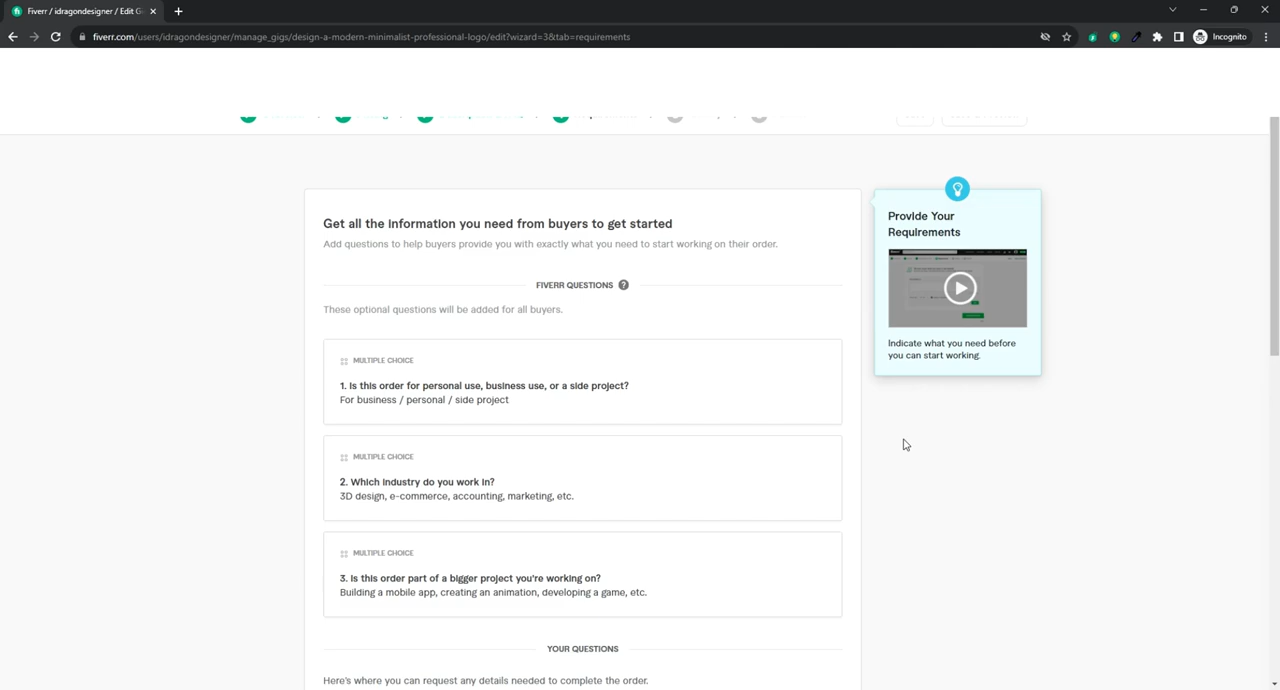 Fiverr / idragondesigner / Edit G
fiverr.com/users/idragondesigner/manage_gigs/design-a-modern-minimalist-professional-logo/edit?wizard=3&tab=requirements
Incognito
Get all the information you need from buyers to get started
Add questions to help buyers provide you with exactly what you need to start working on their order.
FIVERR QUESTIONS ?
These optional questions will be added for all buyers.
MULTIPLE CHOICE
1. Is this order for personal use, business use, or a side project?
For business / personal / side project
MULTIPLE CHOICE
2. Which industry do you work in?
3D design, e-commerce, accounting, marketing, etc.
MULTIPLE CHOICE
3. Is this order part of a bigger project you're working on?
Building a mobile app, creating an animation, developing a game, etc.
YOUR QUESTIONS
Here's where you can request any details needed to complete the order.
Provide Your
Requirements
Indicate what you need before
you can start working.